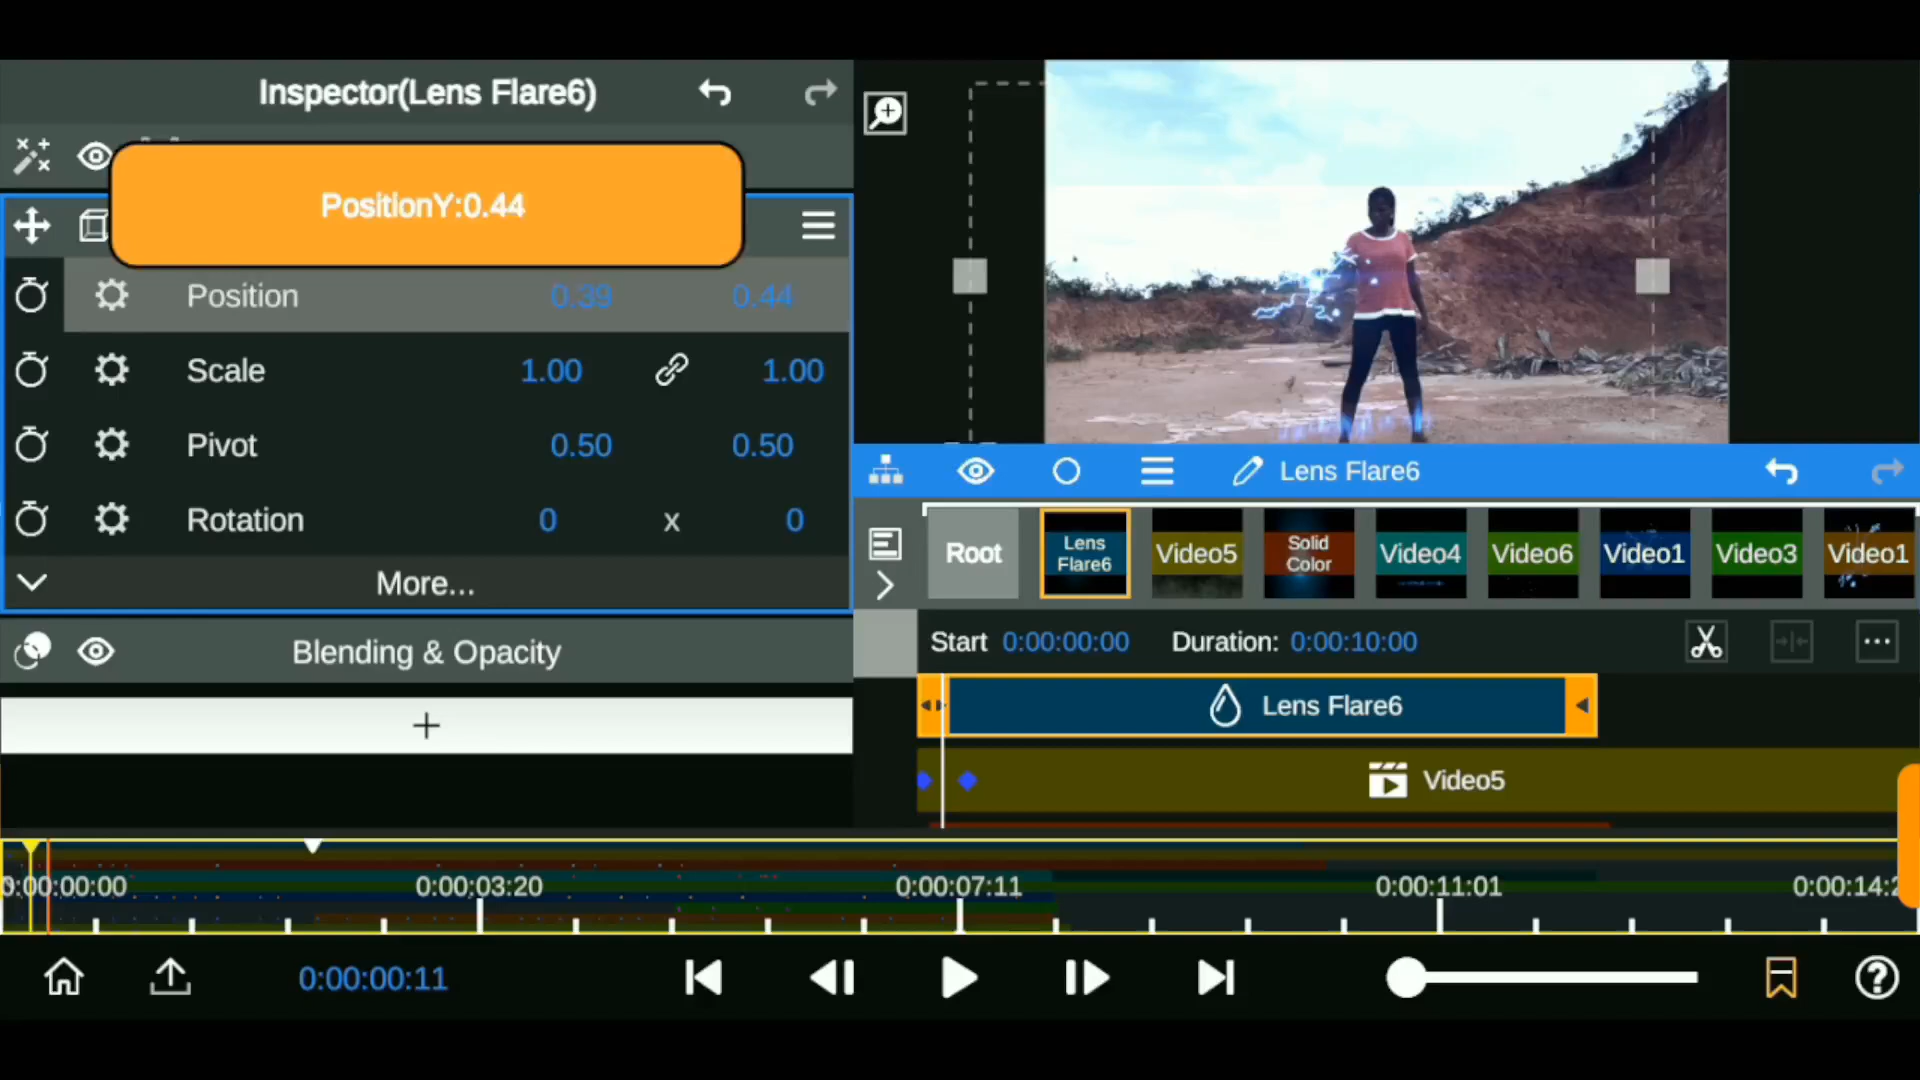 Inspector(Lens Flare6)
PositionY:0.44
Position 0.39 0.44
Scale 1.00 1.00
Pivot 0.50 0.50
Rotation 0 x 0
More...
Blending & Opacity
+
Lens Flare6
Root
Lens
Flare6
Video5
Solid
Color
Video4
Video6
Video1
Video3
Video1
Start 0:00:00:00 Duration: 0:00:10:00
Lens Flare6
Video5
0:00:00:00 0:00:03:20 0:00:07:11 0:00:11:01 0:00:14:2
0:00:00:11